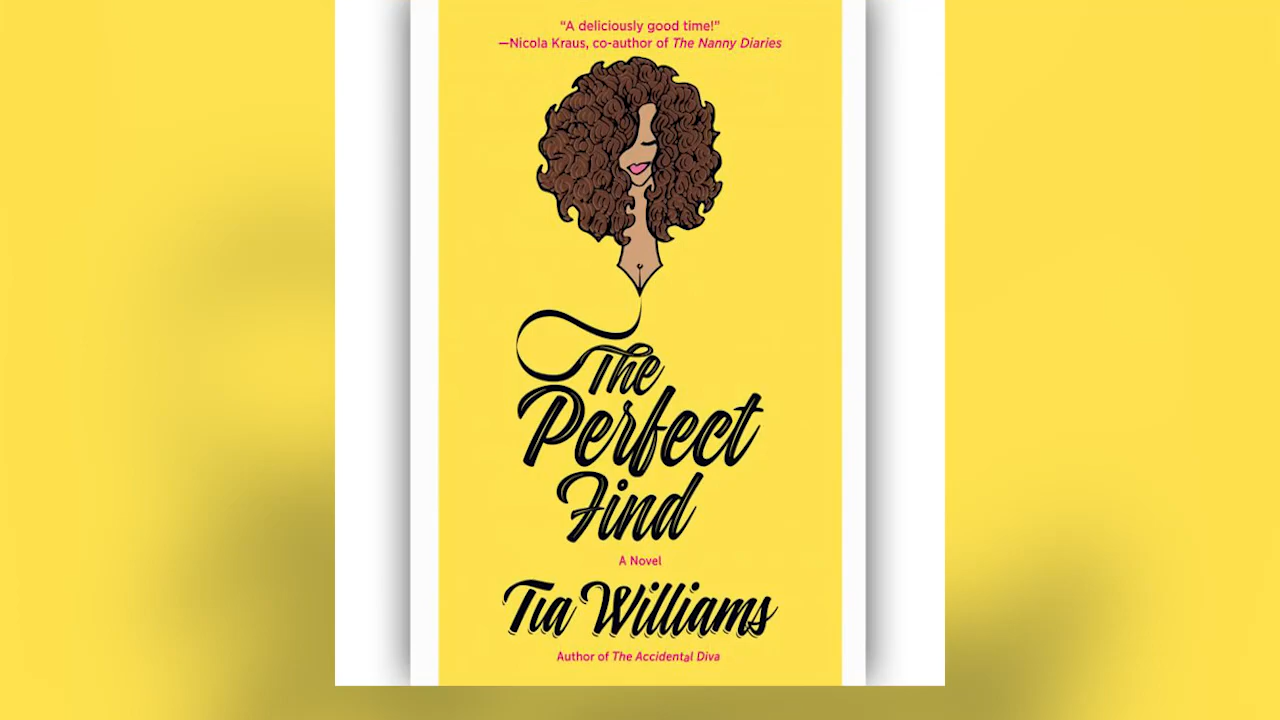 “A deliciously good time!”
—Nicola Kraus, co-author of The Nanny Diaries
The
Perfect
Find
A Novel
Tia Williams
Author of The Accidental Diva